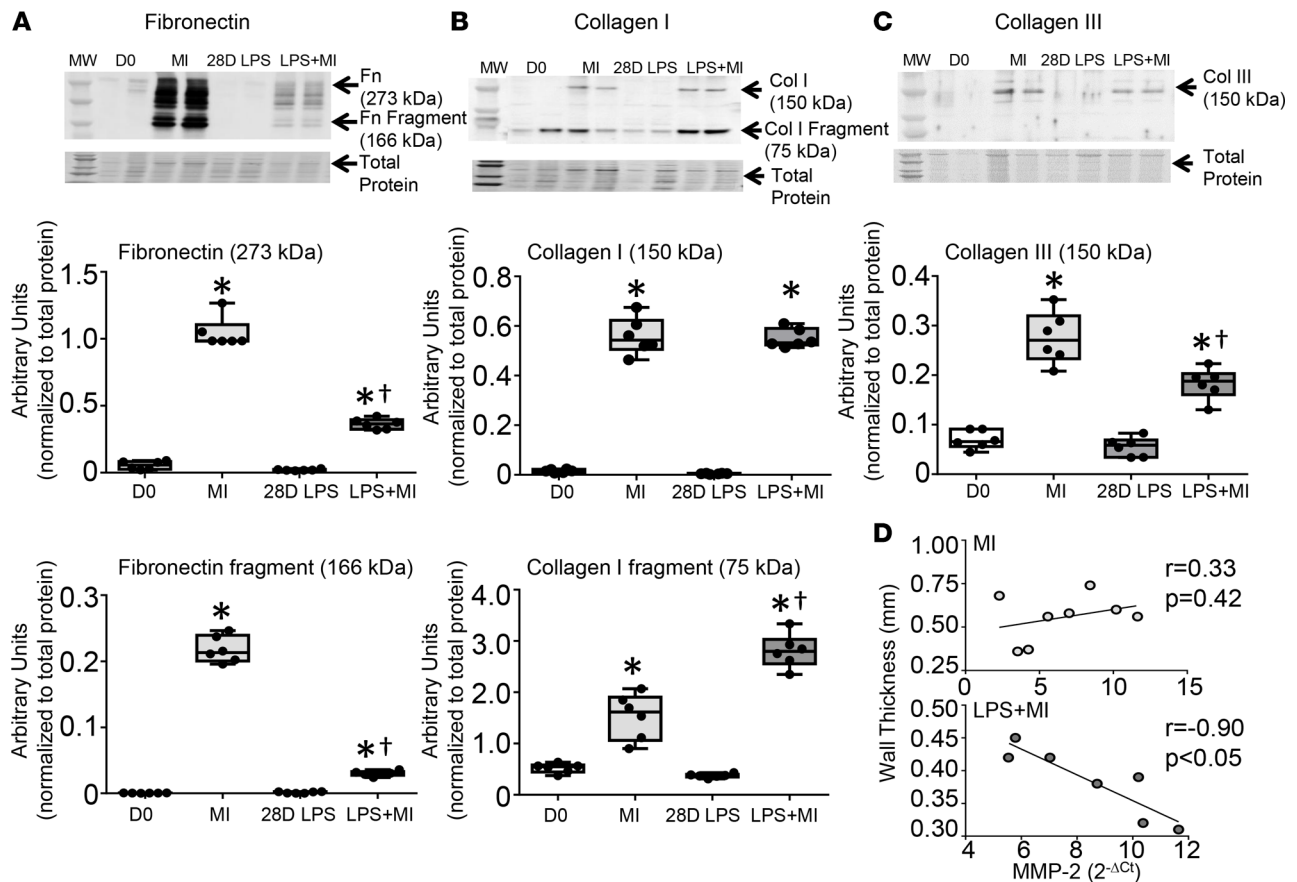 A
Fibronectin
MW D0 MI 28D LPS LPS+MI
Fn
(273 kDa)
Fn Fragment
(166 kDa)
Total
Protein
B
Collagen I
MW D0 MI 28D LPS LPS+MI
Col I
(150 kDa)
Col I Fragment
(75 kDa)
Total
Protein
C
Collagen III
MW D0 MI 28D LPS LPS+MI
Col III
(150 kDa)
Total
Protein
Fibronectin (273 kDa)
Arbitrary Units
(normalized to total protein)
1.5
1.0
0.5
0
*
* †
D0 MI 28D LPS LPS+MI
Collagen I (150 kDa)
Arbitrary Units
(normalized to total protein)
0.8
0.6
0.4
0.2
0
*
*
D0 MI 28D LPS LPS+MI
Collagen III (150 kDa)
Arbitrary Units
(normalized to total protein)
0.4
0.3
0.2
0.1
0
*
* †
D0 MI 28D LPS LPS+MI
Fibronectin fragment (166 kDa)
Arbitrary Units
(normalized to total protein)
0.3
0.2
0.1
0
*
* †
D0 MI 28D LPS LPS+MI
Collagen I fragment (75 kDa)
Arbitrary Units
(normalized to total protein)
4.0
3.0
2.0
1.0
0
*
* †
D0 MI 28D LPS LPS+MI
D
Wall Thickness (mm)
MI
1.00
0.75
0.50
0.25
r=0.33
p=0.42
0 5 10 15
LPS+MI
0.50
0.45
0.40
0.35
0.30
r=-0.90
p<0.05
4 6 8 10 12
MMP-2 (2-ΔCt)